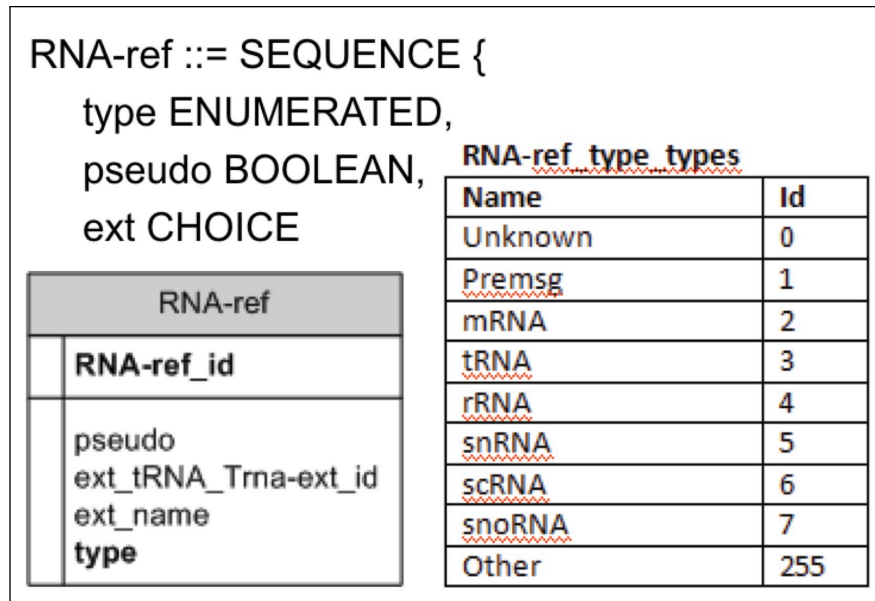 RNA-ref ::= SEQUENCE {
type ENUMERATED,
pseudo BOOLEAN,
ext CHOICE
RNA-ref
RNA-ref_id
pseudo
ext_tRNA_Trna-ext_id
ext_name
type
RNA-ref_type_types
Name Id
Unknown 0
Premsg 1
mRNA 2
tRNA 3
rRNA 4
snRNA 5
scRNA 6
snoRNA 7
Other 255